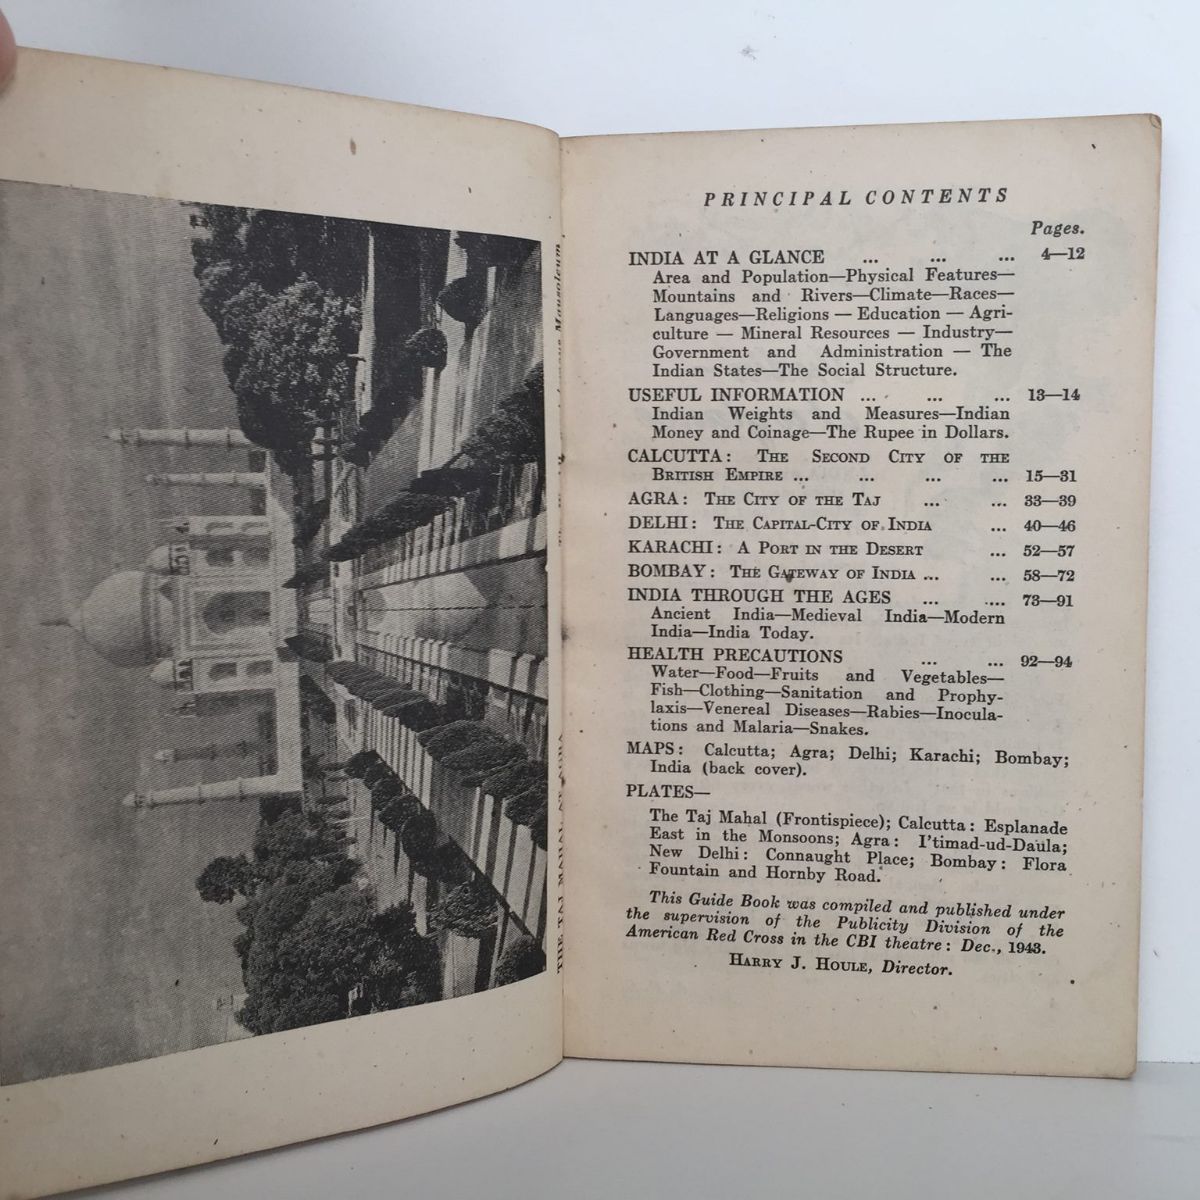 THE TAJ MAHAL AT AGRA
Mausoleum
PRINCIPAL CONTENTS
Pages.
INDIA AT A GLANCE ... ... ... 4—12
Area and Population—Physical Features—
Mountains and Rivers—Climate—Races—
Languages—Religions — Education — Agri-
culture — Mineral Resources — Industry—
Government and Administration — The
Indian States—The Social Structure.
USEFUL INFORMATION ... ... ... 13—14
Indian Weights and Measures—Indian
Money and Coinage—The Rupee in Dollars.
CALCUTTA: THE SECOND CITY OF THE
BRITISH EMPIRE ... ... ... ... 15—31
AGRA: THE CITY OF THE TAJ ... ... 33—39
DELHI: THE CAPITAL-CITY OF INDIA ... 40—46
KARACHI: A PORT IN THE DESERT ... 52—57
BOMBAY: THE GATEWAY OF INDIA ... ... 58—72
INDIA THROUGH THE AGES ... .... 73—91
Ancient India—Medieval India—Modern
India—India Today.
HEALTH PRECAUTIONS ... ... 92—94
Water—Food—Fruits and Vegetables—
Fish—Clothing—Sanitation and Prophy-
laxis—Venereal Diseases—Rabies—Inocula-
tions and Malaria—Snakes.
MAPS: Calcutta; Agra; Delhi; Karachi; Bombay;
India (back cover).
PLATES—
The Taj Mahal (Frontispiece); Calcutta: Esplanade
East in the Monsoons; Agra: I'timad-ud-Daula;
New Delhi: Connaught Place; Bombay: Flora
Fountain and Hornby Road.
This Guide Book was compiled and published under
the supervision of the Publicity Division of the
American Red Cross in the CBI theatre: Dec., 1943.
HARRY J. HOULE, Director.